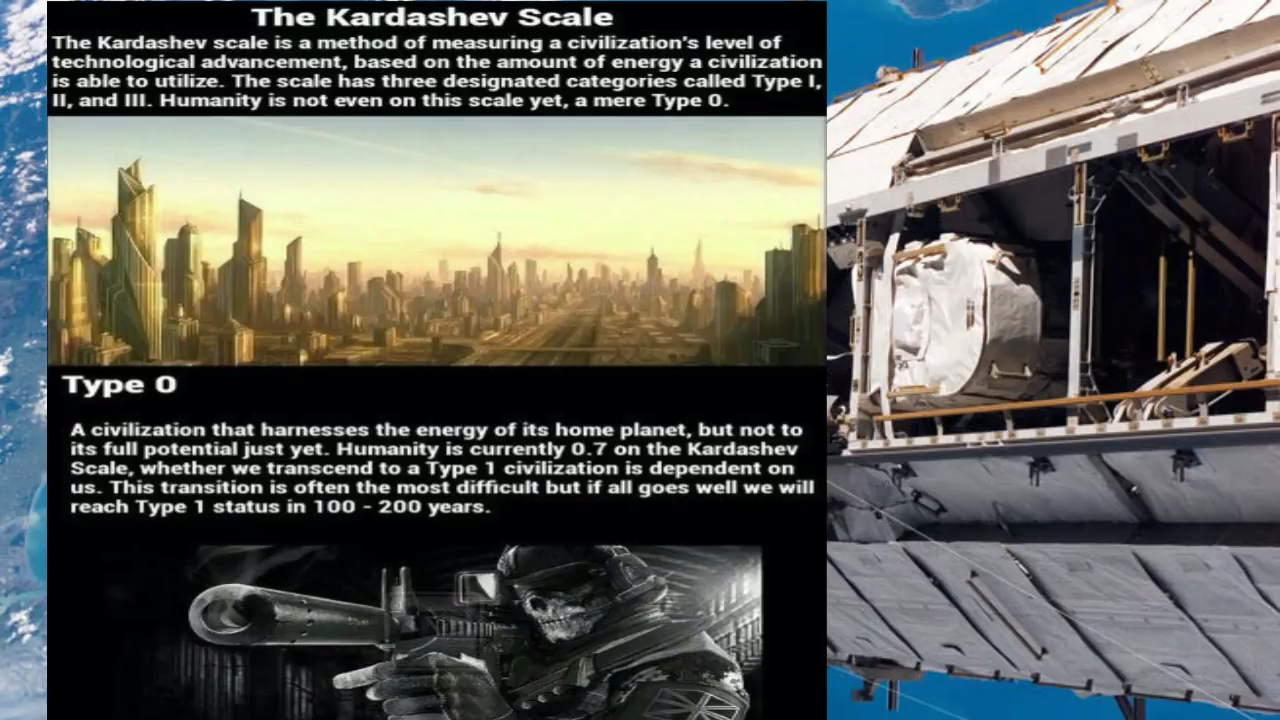 The Kardashev Scale
The Kardashev scale is a method of measuring a civilization's level of
technological advancement, based on the amount of energy a civilization
is able to utilize. The scale has three designated categories called Type I,
II, and III. Humanity is not even on this scale yet, a mere Type 0.
Type 0
A civilization that harnesses the energy of its home planet, but not to
its full potential just yet. Humanity is currently 0.7 on the Kardashev
Scale, whether we transcend to a Type 1 civilization is dependent on
us. This transition is often the most difficult but if all goes well we will
reach Type 1 status in 100 - 200 years.